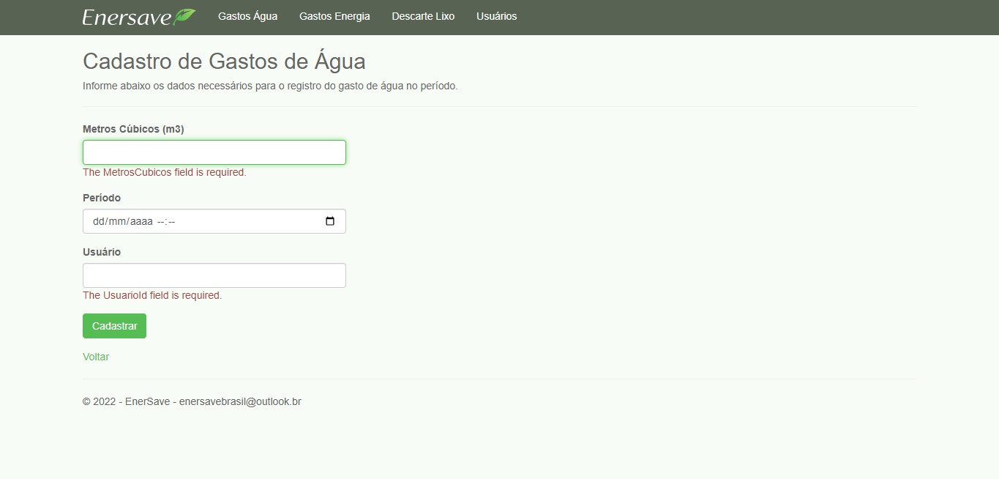 Enersave Gastos Água Gastos Energia Descarte Lixo Usuários
Cadastro de Gastos de Água
Informe abaixo os dados necessários para o registro do gasto de água no período.
Metros Cúbicos (m3)
The MetrosCubicos field is required.
Período
dd/mm/aaaa --:--
Usuário
The UsuarioId field is required.
Cadastrar
Voltar
© 2022 - EnerSave - enersavebrasil@outlook.br